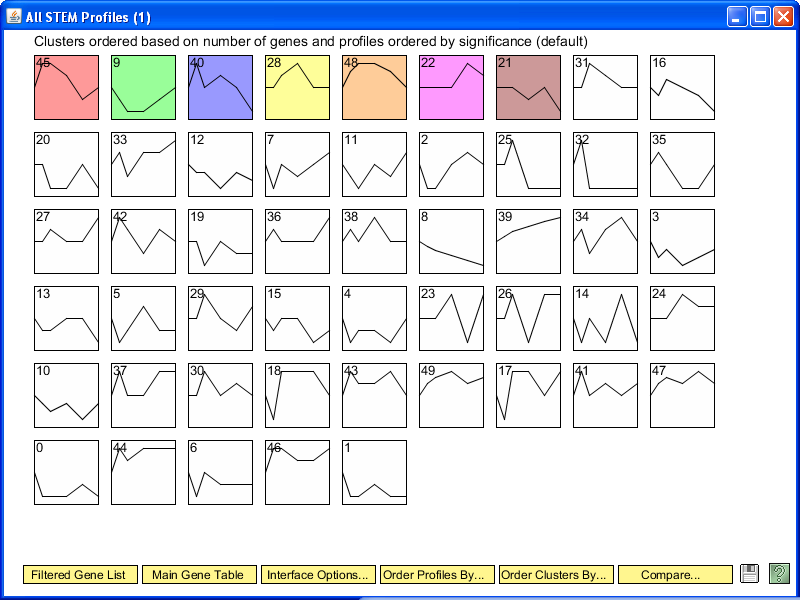 All STEM Profiles (1)
Clusters ordered based on number of genes and profiles ordered by significance (default)
45 9 40 28 48 22 21 31 16
20 33 12 7 11 2 25 32 35
27 42 19 36 38 8 39 34 3
13 5 29 15 4 23 26 14 24
10 37 30 18 43 49 17 41 47
0 44 6 46 1
Filtered Gene List Main Gene Table Interface Options... Order Profiles By... Order Clusters By... Compare... ?